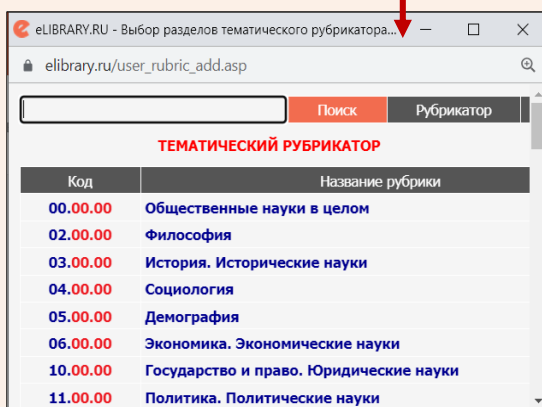 eLIBRARY.RU - Выбор разделов тематического рубрикатора...
elibrary.ru/user_rubric_add.asp
Поиск Рубрикатор
ТЕМАТИЧЕСКИЙ РУБРИКАТОР
Код Название рубрики
00.00.00 Общественные науки в целом
02.00.00 Философия
03.00.00 История. Исторические науки
04.00.00 Социология
05.00.00 Демография
06.00.00 Экономика. Экономические науки
10.00.00 Государство и право. Юридические науки
11.00.00 Политика. Политические науки